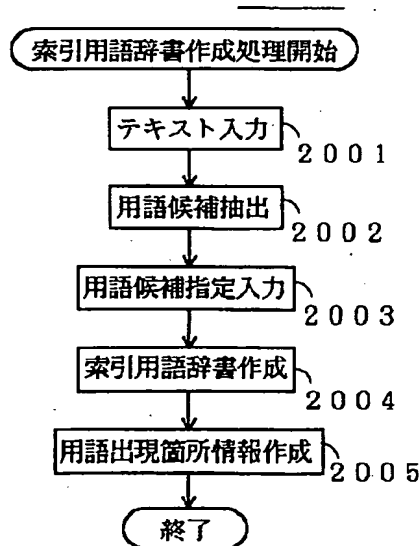 索引用語辞書作成処理開始
テキスト入力
2001
用語候補抽出
2002
用語候補指定入力
2003
索引用語辞書作成
2004
用語出現箇所情報作成
2005
終了